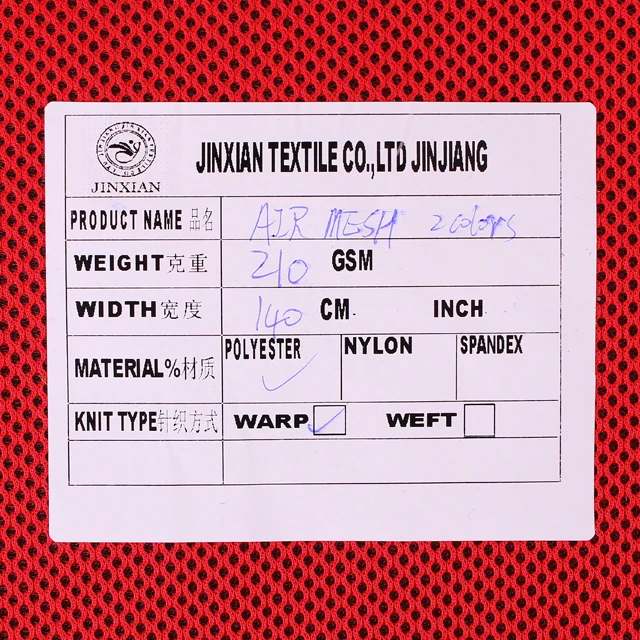 JINXIAN
JINXIAN TEXTILE CO.,LTD JINJIANG
PRODUCT NAME 品名 AIR MESH 2 colors
WEIGHT克重 210 GSM
WIDTH宽度 140 CM. INCH
MATERIAL%材质 POLYESTER ✓ NYLON SPANDEX
KNIT TYPE针织方式 WARP ✓ WEFT